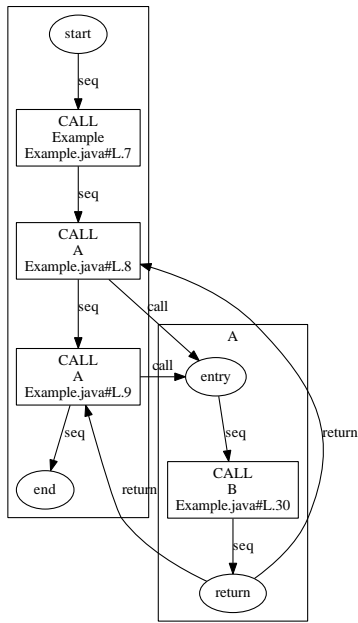 start
seq
CALL
Example
Example.java#L.7
seq
CALL
A
Example.java#L.8
seq
call
A
CALL
A
Example.java#L.9
call
entry
seq
seq
return
CALL
B
Example.java#L.30
end
return
seq
return